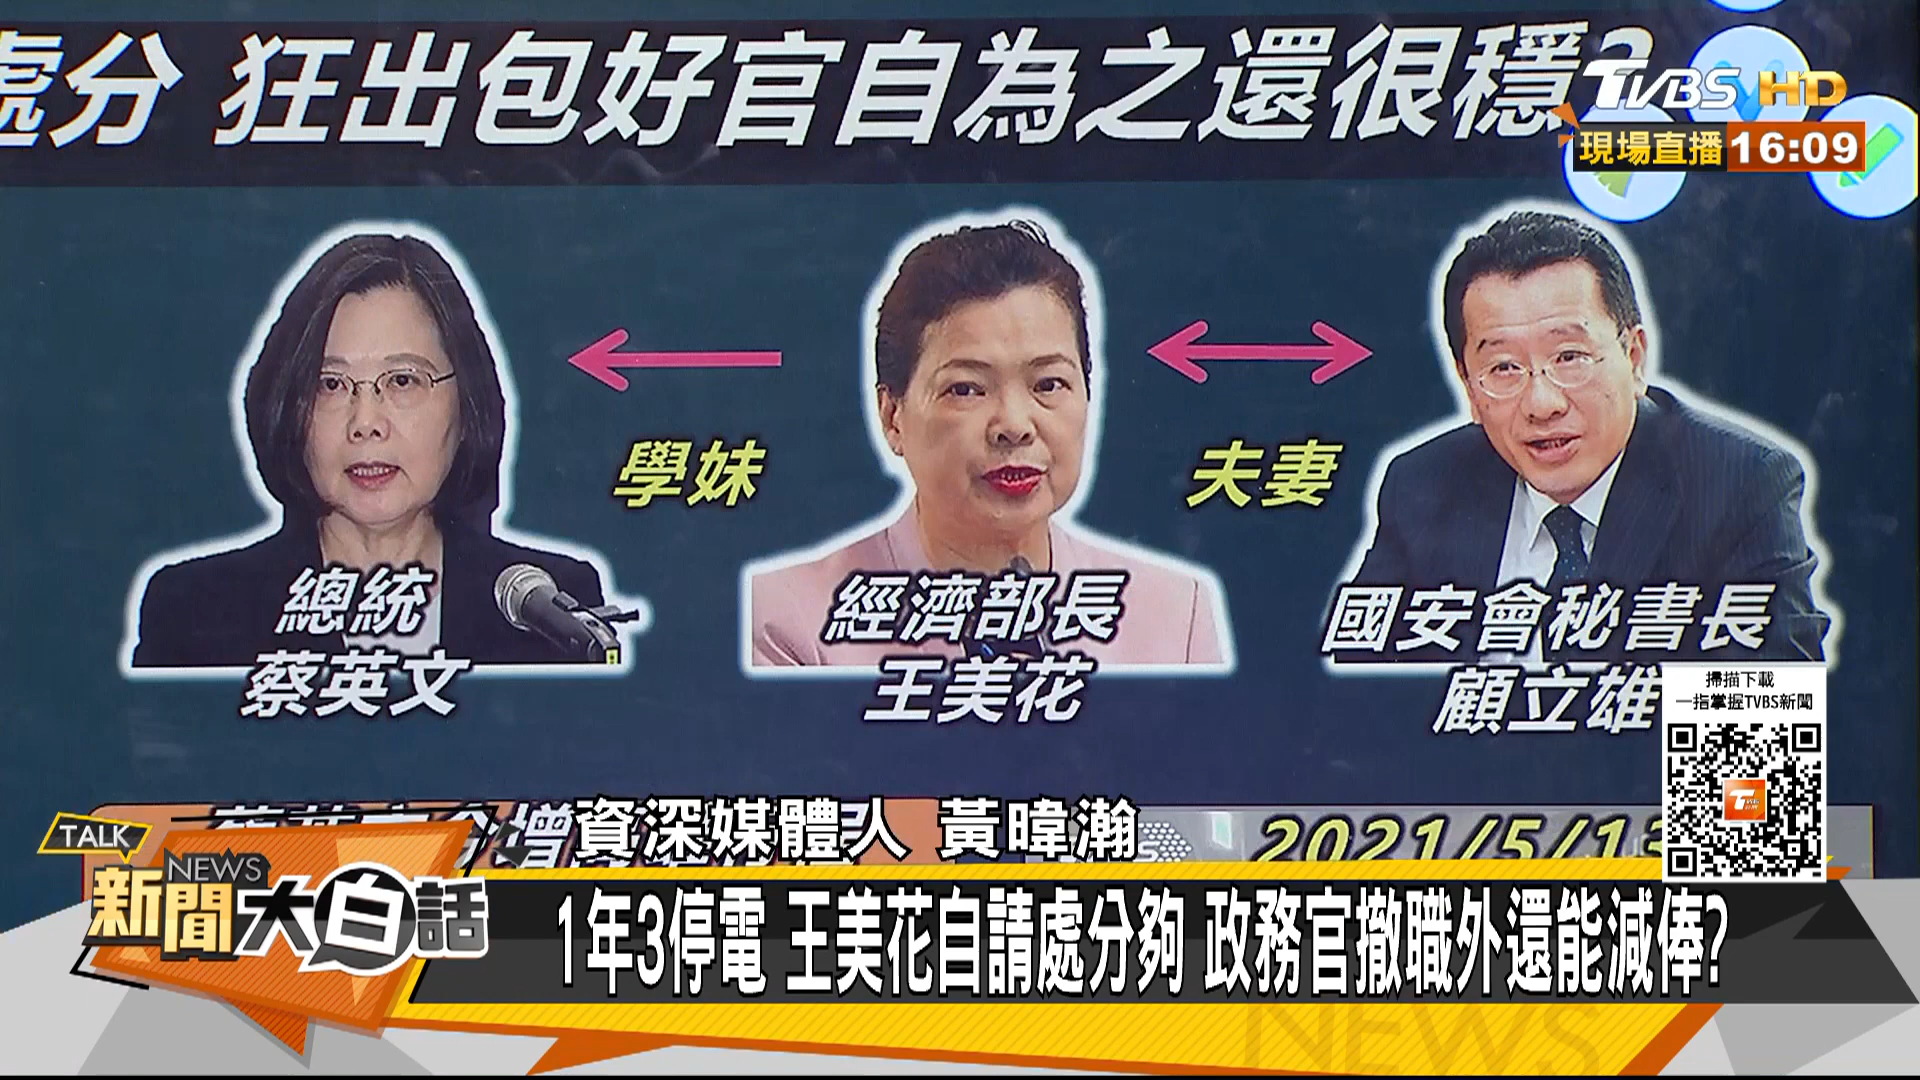 處分 狂出包好官自為之還很穩?
TVBS HD
現場直播 16:09
學妹
夫妻
總統
蔡英文
經濟部長
王美花
國安會秘書長
顧立雄
掃描下載
一指掌握TVBS新聞
資深媒體人 黃暐瀚
2021/5/13
TALK
NEWS
新聞大白話
1年3停電 王美花自請處分夠 政務官撤職外還能減俸?
NEWS